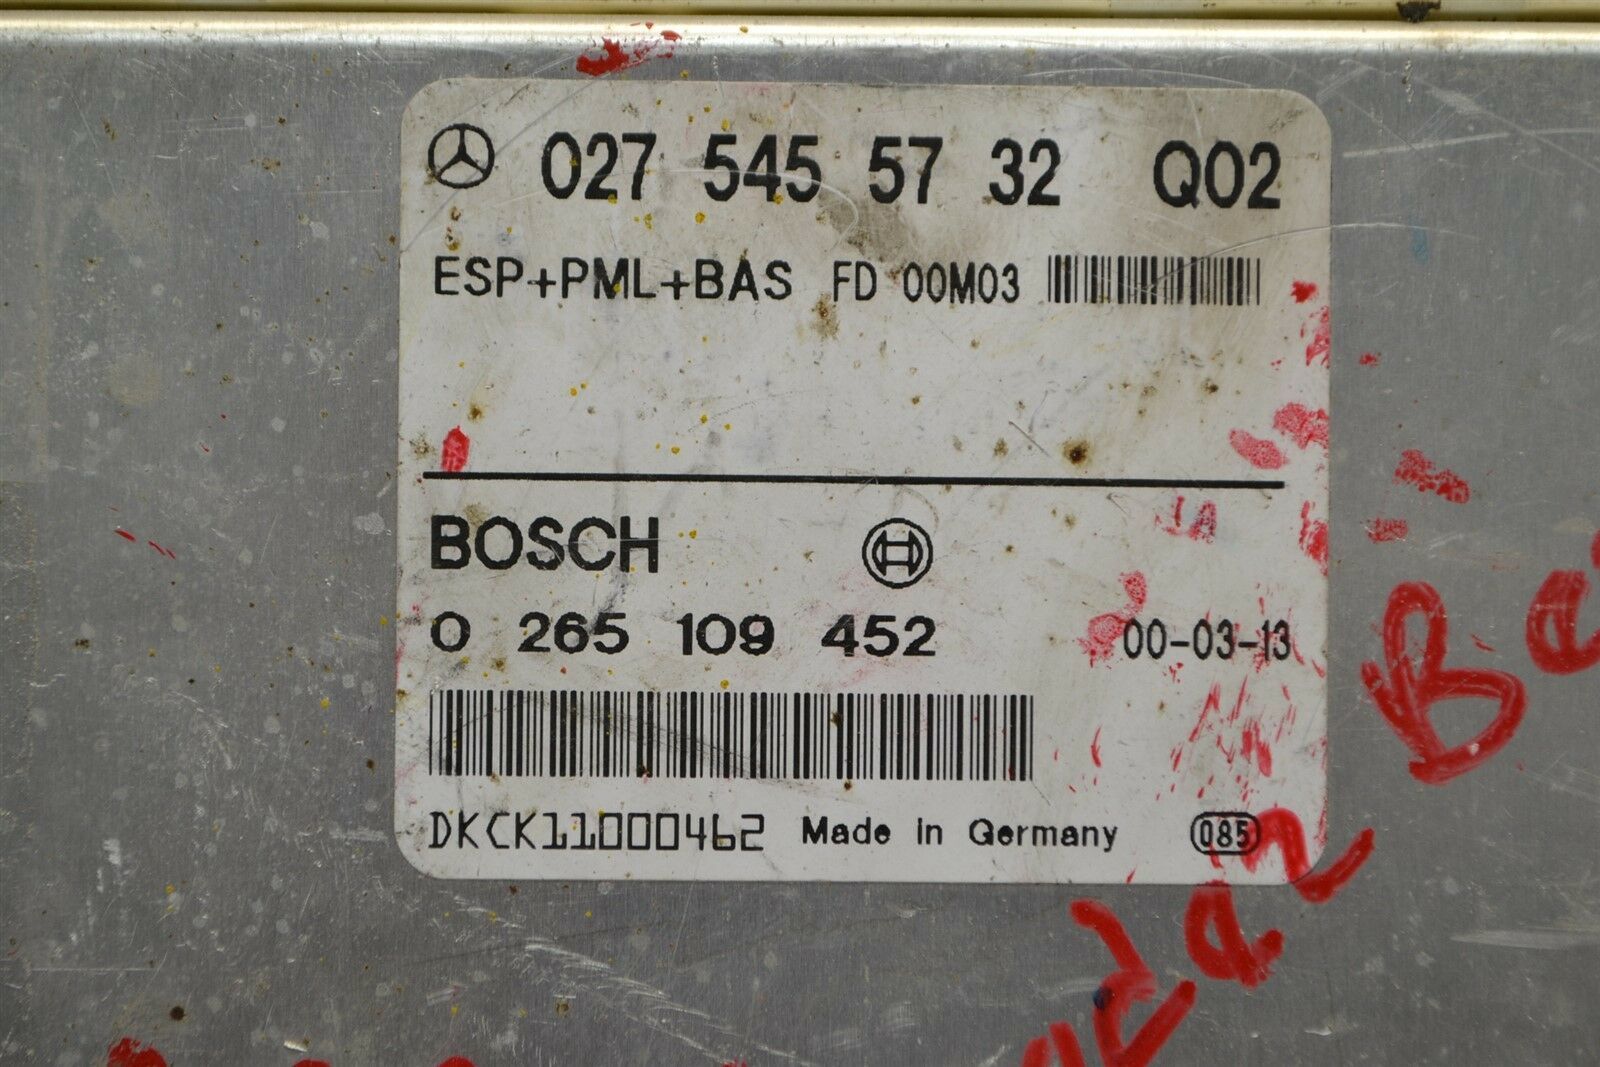 027 545 57 32 Q02
ESP+PML+BAS FD 00M03
BOSCH
0 265 109 452 00-03-13
DKCK11000462 Made in Germany 085